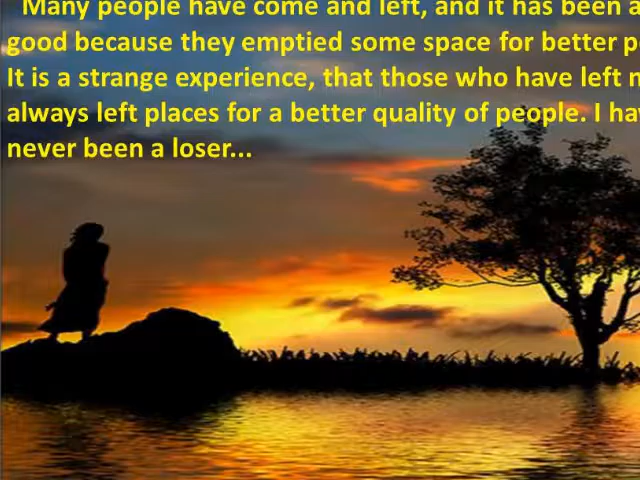 Many people have come and left, and it has been a
good because they emptied some space for better p
It is a strange experience, that those who have left
always left places for a better quality of people. I ha
never been a loser...